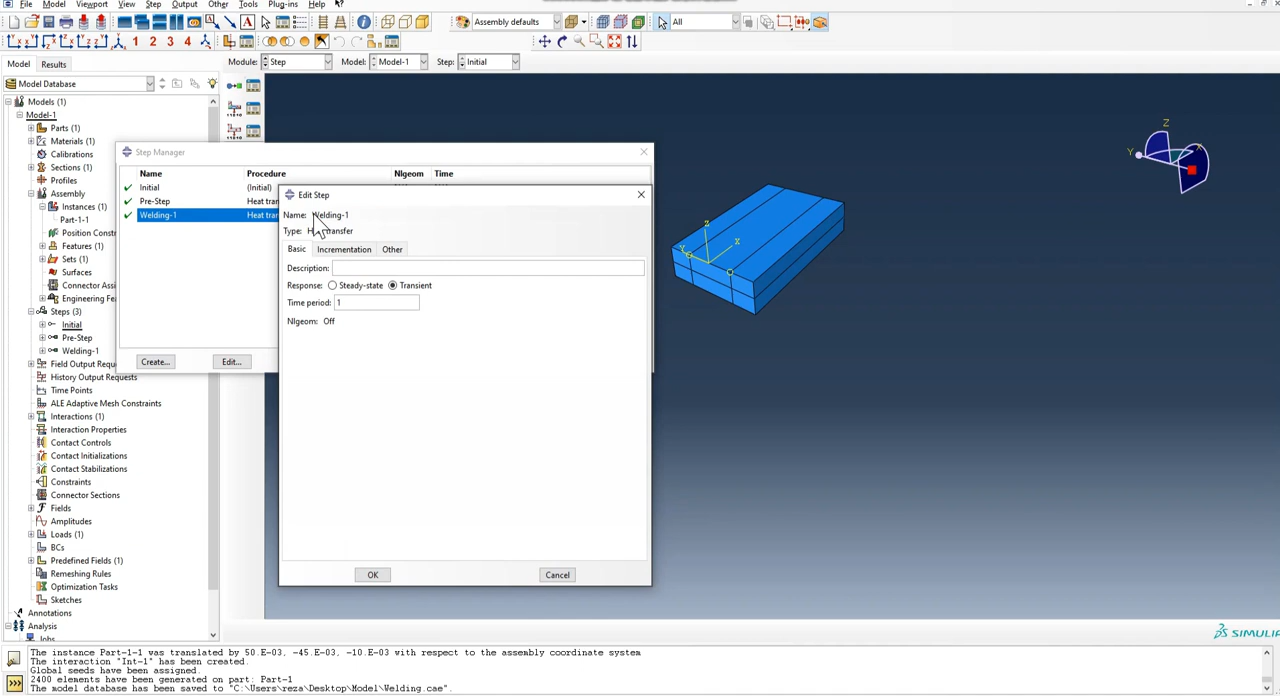 File Model Viewport View Step Output Other Tools Plug-ins Help
Assembly defaults All
1 2 3 4
Model Results Module: Step Model: Model-1 Step: Initial
Model Database
Models (1)
Model-1
Parts (1)
Materials (1)
Calibrations
Sections (1)
Profiles
Assembly
Instances (1)
Part-1-1
Position Constr
Features (1)
Sets (1)
Surfaces
Connector Assi
Engineering Fe
Steps (3)
Initial
Pre-Step
Welding-1
Field Output Requ
History Output Requests
Time Points
ALE Adaptive Mesh Constraints
Interactions (1)
Interaction Properties
Contact Controls
Contact Initializations
Contact Stabilizations
Constraints
Connector Sections
Fields
Amplitudes
Loads (1)
BCs
Predefined Fields (1)
Remeshing Rules
Optimization Tasks
Sketches
Annotations
Analysis
Jobs
Step Manager
Name Procedure Nlgeom Time
Initial (Initial)
Pre-Step Heat tran
Welding-1 Heat tran
Create... Edit...
Edit Step
Name: Welding-1
Type: H transfer
Basic Incrementation Other
Description:
Response: Steady-state Transient
Time period: 1
Nlgeom: Off
OK Cancel
Z
Y X
Z
Y X
SIMULIA
The instance Part-1-1 was translated by 50.E-03, -45.E-03, -10.E-03 with respect to the assembly coordinate system
The interaction "Int-1" has been created.
Global seeds have been assigned.
2400 elements have been generated on part: Part-1
The model database has been saved to "C:\Users\reza\Desktop\Model\Welding.cae".